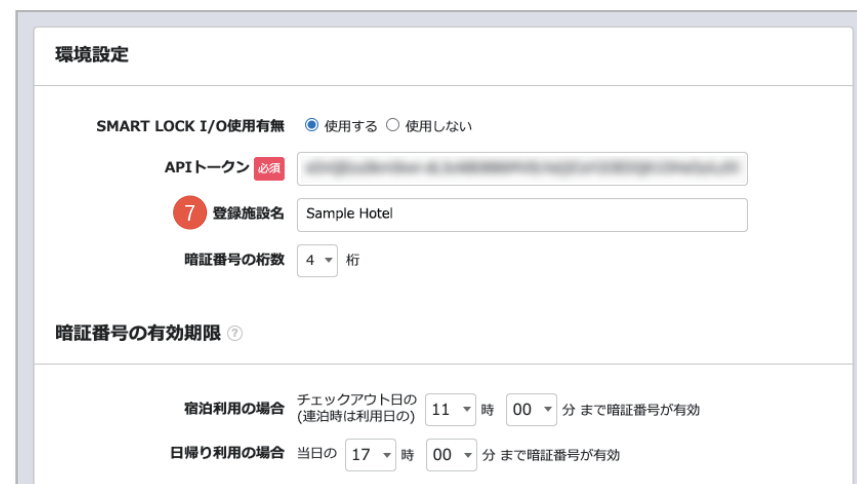 環境設定
SMART LOCK I/O使用有無 使用する 使用しない
APIトークン 必須
7 登録施設名 Sample Hotel
暗証番号の桁数 4 桁
暗証番号の有効期限 ?
宿泊利用の場合 チェックアウト日の
(連泊時は利用日の) 11 時 00 分 まで暗証番号が有効
日帰り利用の場合 当日の 17 時 00 分 まで暗証番号が有効